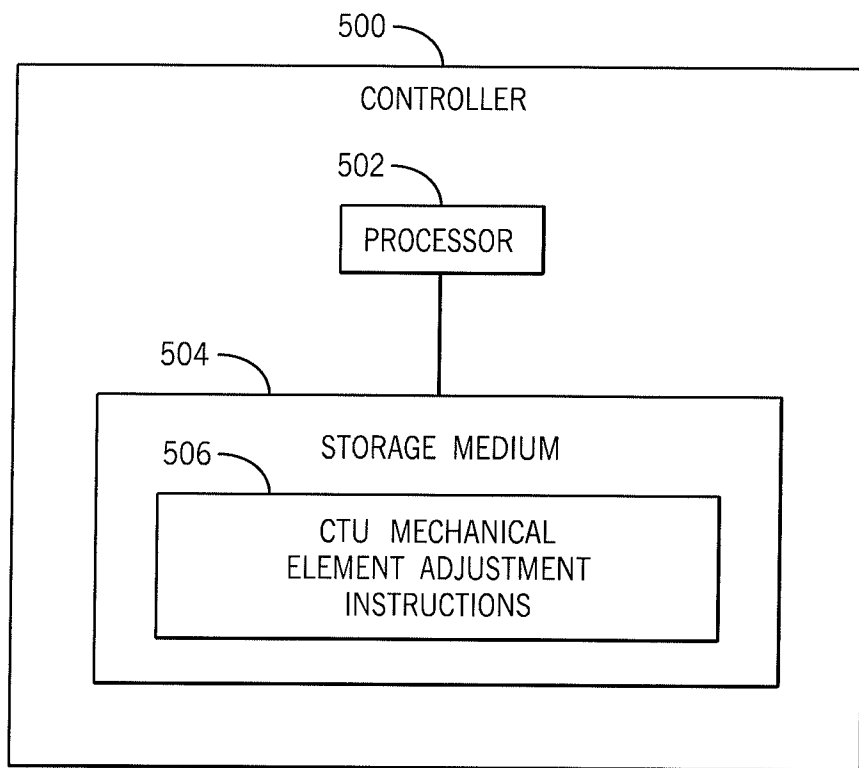 500
CONTROLLER
502
PROCESSOR
504
STORAGE MEDIUM
506
CTU MECHANICAL
ELEMENT ADJUSTMENT
INSTRUCTIONS